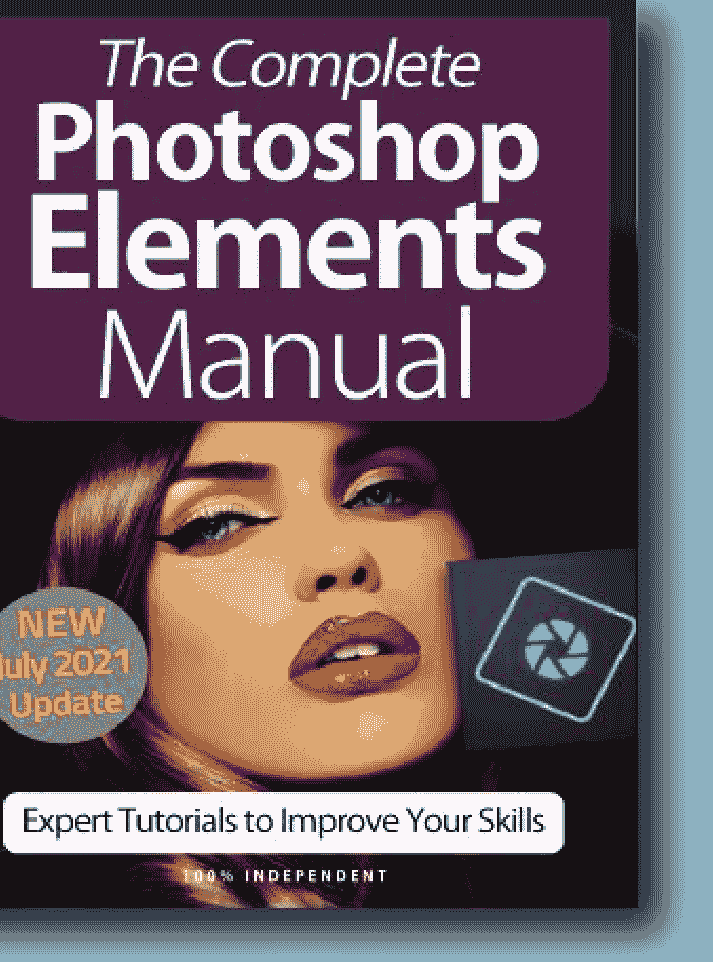 The Complete
Photoshop
Elements
Manual
NEW
July 2021
Update
Expert Tutorials to Improve Your Skills
100% INDEPENDENT